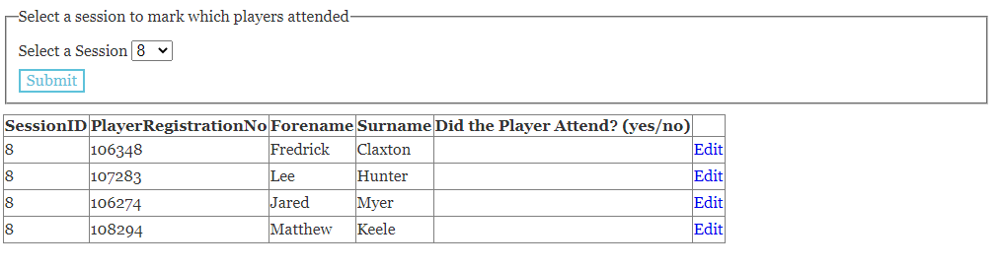 Select a session to mark which players attended
Select a Session 8
Submit
SessionID PlayerRegistrationNo Forename Surname Did the Player Attend? (yes/no)
8 106348 Fredrick Claxton Edit
8 107283 Lee Hunter Edit
8 106274 Jared Myer Edit
8 108294 Matthew Keele Edit